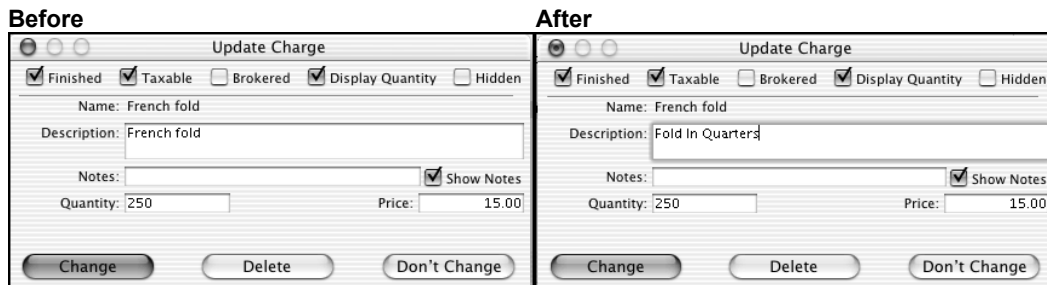 Before
Update Charge
Finished Taxable Brokered Display Quantity Hidden
Name: French fold
Description: French fold
Notes: Show Notes
Quantity: 250 Price: 15.00
Change Delete Don't Change
After
Update Charge
Finished Taxable Brokered Display Quantity Hidden
Name: French fold
Description: Fold In Quarters
Notes: Show Notes
Quantity: 250 Price: 15.00
Change Delete Don't Change